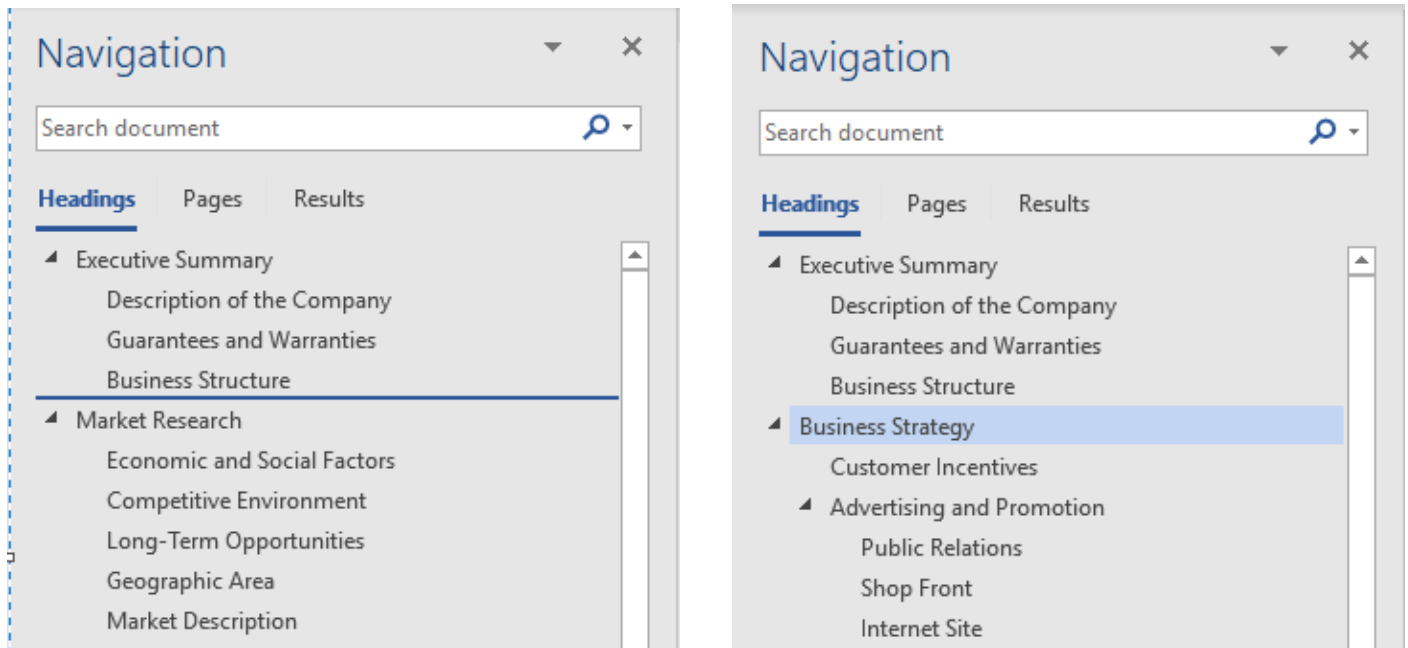 Navigation
Search document
Headings Pages Results
Executive Summary
Description of the Company
Guarantees and Warranties
Business Structure
Market Research
Economic and Social Factors
Competitive Environment
Long-Term Opportunities
Geographic Area
Market Description
Navigation
Search document
Headings Pages Results
Executive Summary
Description of the Company
Guarantees and Warranties
Business Structure
Business Strategy
Customer Incentives
Advertising and Promotion
Public Relations
Shop Front
Internet Site